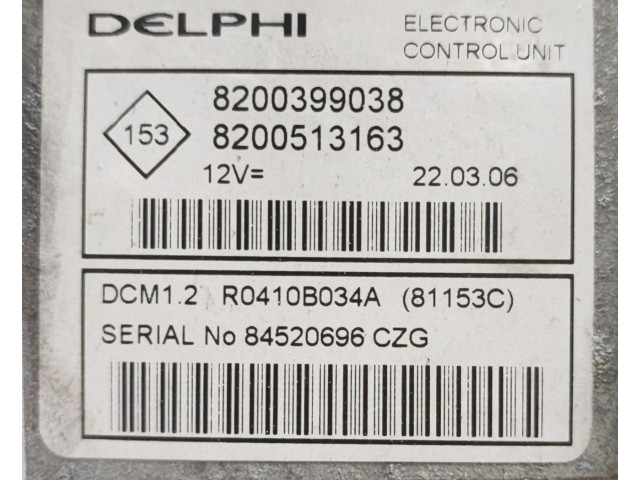 DELPHI
ELECTRONIC
CONTROL UNIT
153
8200399038
8200513163
12V=
22.03.06
DCM1.2 R0410B034A (81153C)
SERIAL No 84520696 CZG